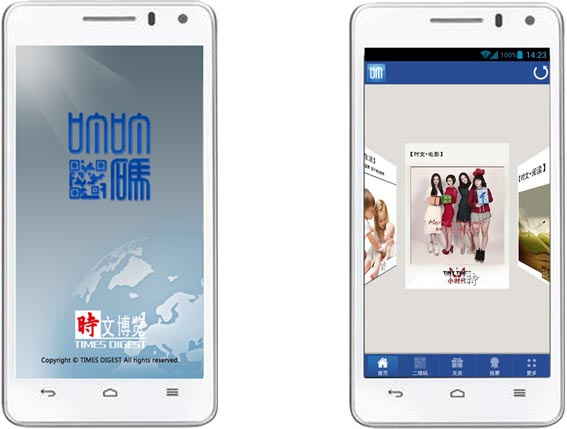 時文博览
TIMES DIGEST
Copyright © TIMES DIGEST All rights reserved.
100% 14:23
【时文·电影】
【时文·阅读】
小时代
首页 二维码 兑奖 投票 更多